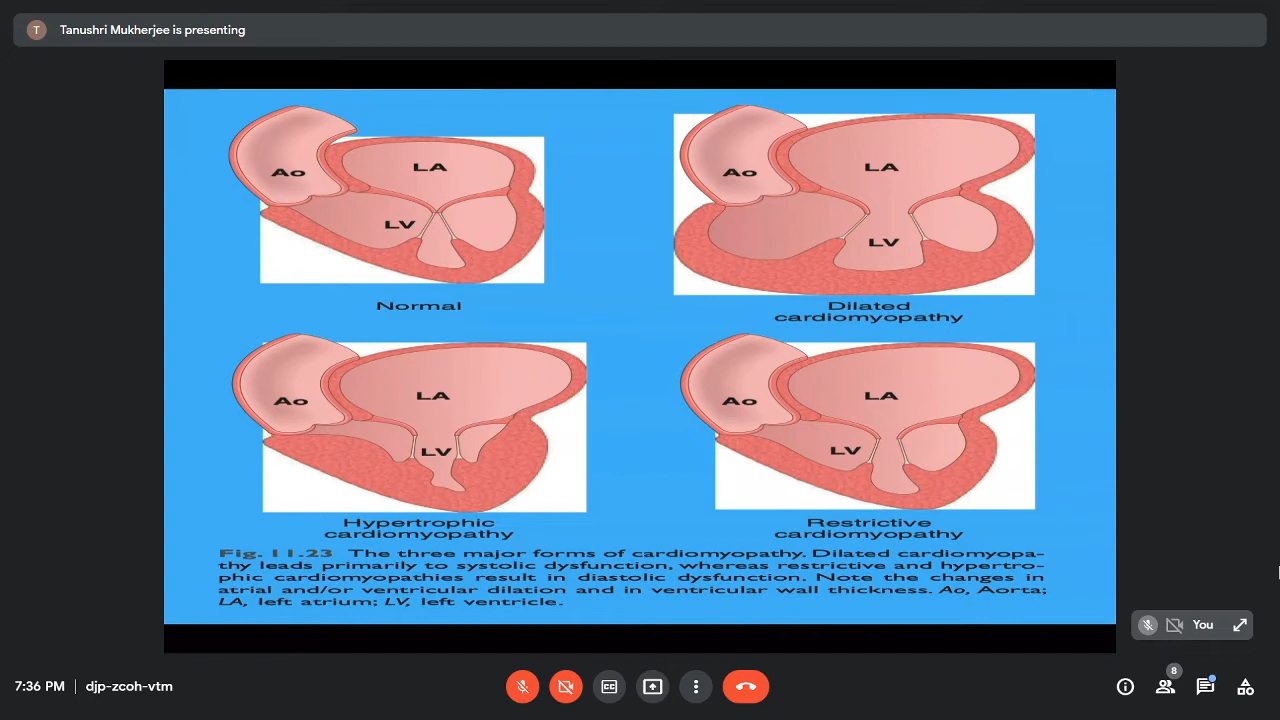 T
Tanushri Mukherjee is presenting
Ao
LA
LV
Normal
Ao
LA
LV
Dilated
cardiomyopathy
Ao
LA
LV
Hypertrophic
cardiomyopathy
Ao
LA
LV
Restrictive
cardiomyopathy
Fig. 11.23 The three major forms of cardiomyopathy. Dilated cardiomyopa-
thy leads primarily to systolic dysfunction, whereas restrictive and hypertro-
phic cardiomyopathies result in diastolic dysfunction. Note the changes in
atrial and/or ventricular dilation and in ventricular wall thickness. Ao, Aorta;
LA, left atrium; LV, left ventricle.
You
7:36 PM | djp-zcoh-vtm
CC
8